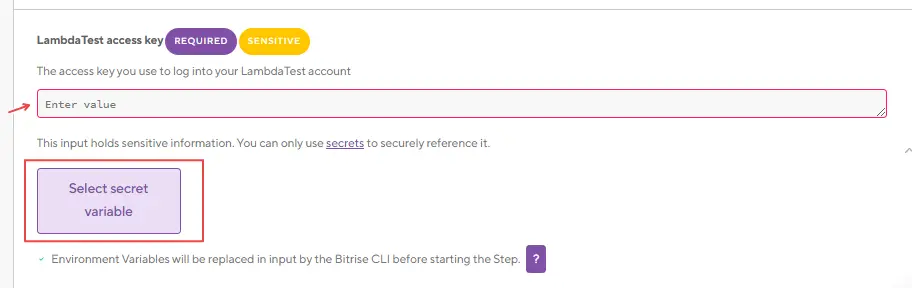 LambdaTest access key REQUIRED SENSITIVE
The access key you use to log into your LambdaTest account
Enter value
This input holds sensitive information. You can only use secrets to securely reference it.
Select secret
variable
Environment Variables will be replaced in input by the Bitrise CLI before starting the Step. ?